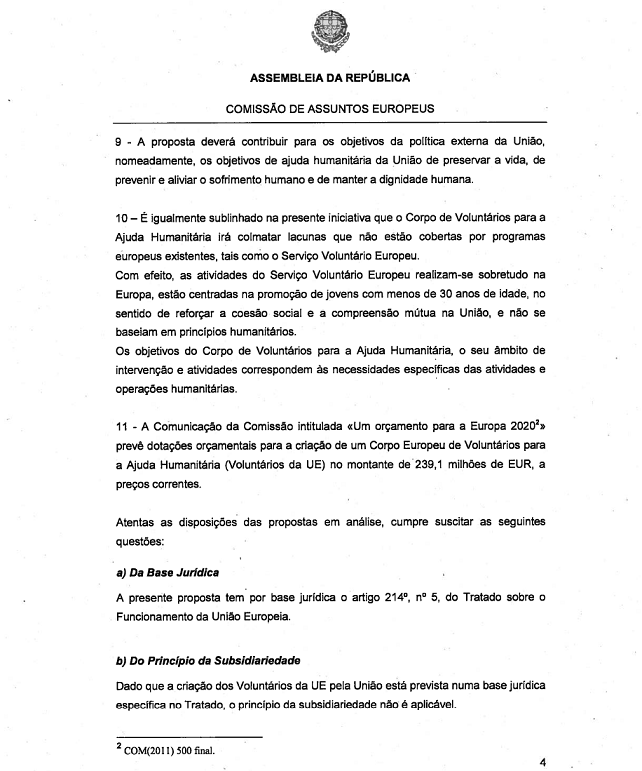 ASSEMBLEIA DA REPÚBLICA
COMISSÃO DE ASSUNTOS EUROPEUS
9 - A proposta deverá contribuir para os objetivos da política externa da União,
nomeadamente, os objetivos de ajuda humanitária da União de preservar a vida, de
prevenir e aliviar o sofrimento humano e de manter a dignidade humana.
10 – É igualmente sublinhado na presente iniciativa que o Corpo de Voluntários para a
Ajuda Humanitária irá colmatar lacunas que não estão cobertas por programas
europeus existentes, tais como o Serviço Voluntário Europeu.
Com efeito, as atividades do Serviço Voluntário Europeu realizam-se sobretudo na
Europa, estão centradas na promoção de jovens com menos de 30 anos de idade, no
sentido de reforçar a coesão social e a compreensão mútua na União, e não se
baseiam em princípios humanitários.
Os objetivos do Corpo de Voluntários para a Ajuda Humanitária, o seu âmbito de
intervenção e atividades correspondem às necessidades específicas das atividades e
operações humanitárias.
11 - A Comunicação da Comissão intitulada «Um orçamento para a Europa 2020²»
prevê dotações orçamentais para a criação de um Corpo Europeu de Voluntários para
a Ajuda Humanitária (Voluntários da UE) no montante de 239,1 milhões de EUR, a
preços correntes.
Atentas as disposições das propostas em análise, cumpre suscitar as seguintes
questões:
a) Da Base Jurídica
A presente proposta tem por base jurídica o artigo 214º, nº 5, do Tratado sobre o
Funcionamento da União Europeia.
b) Do Princípio da Subsidiariedade
Dado que a criação dos Voluntários da UE pela União está prevista numa base jurídica
específica no Tratado, o princípio da subsidiariedade não é aplicável.
² COM(2011) 500 final.
4